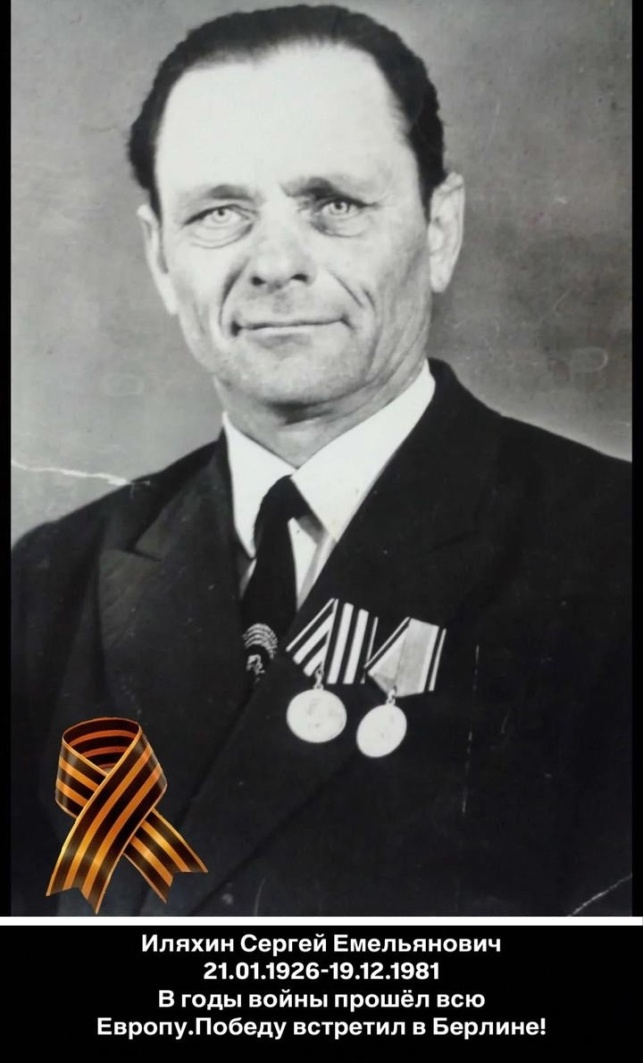 Иляхин Сергей Емельянович
21.01.1926-19.12.1981
В годы войны прошёл всю
Европу.Победу встретил в Берлине!